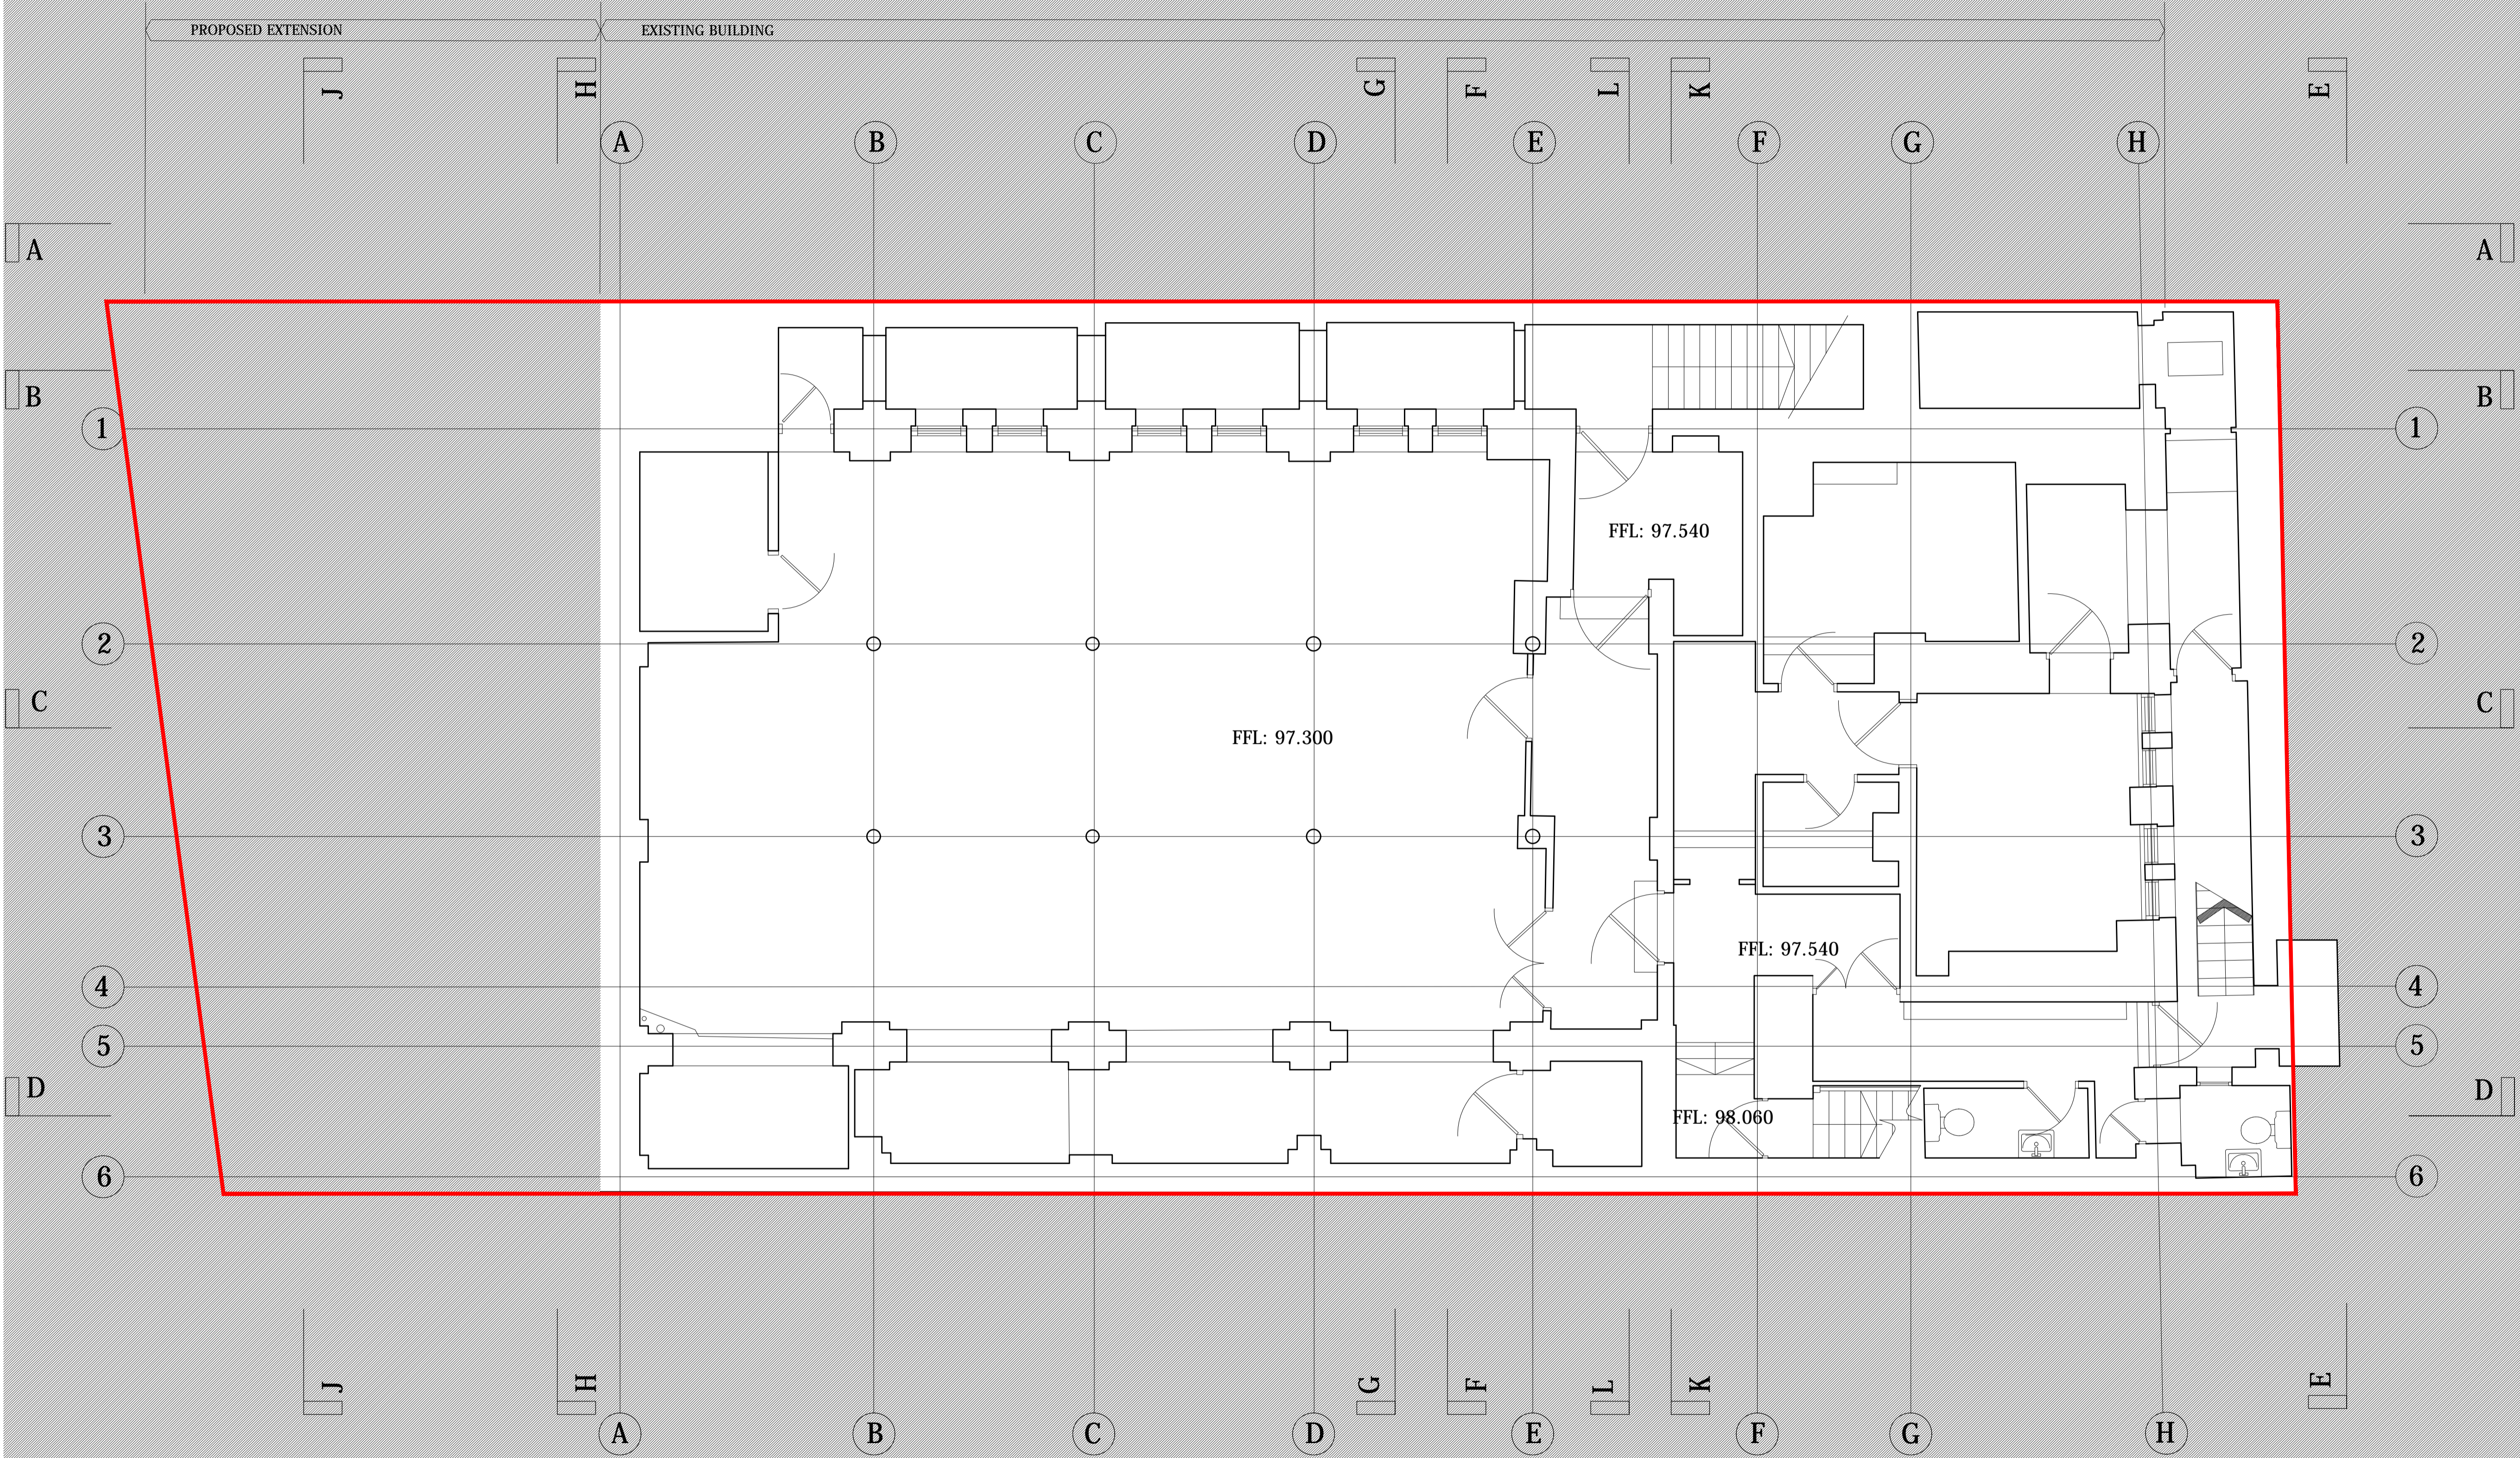 PROPOSED EXTENSION EXISTING BUILDING
J H G F L K E
A B C D E F G H
A A
B B
1 1
FFL: 97.540
2 2
C C
FFL: 97.300
3 3
FFL: 97.540
4 4
5 5
D D
FFL: 98.060
6 6
J H G F L K E
A B C D E F G H